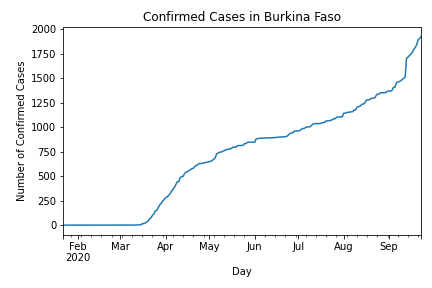 Confirmed Cases in Burkina Faso
Number of Confirmed Cases
2000
1750
1500
1250
1000
750
500
250
0
Feb Mar Apr May Jun Jul Aug Sep
2020
Day